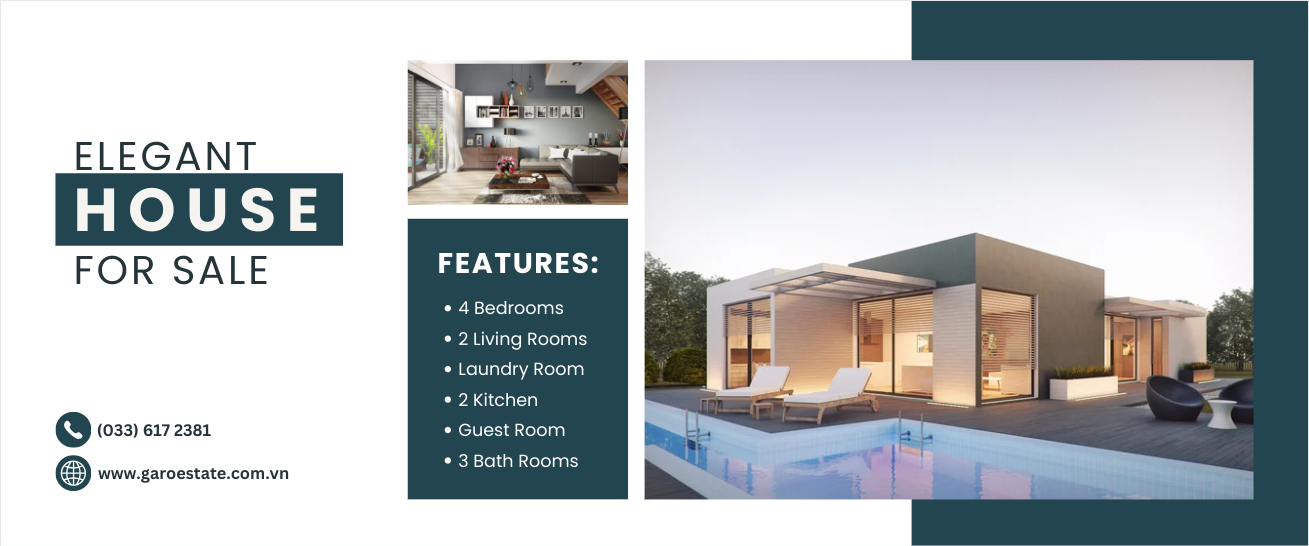 ELEGANT
HOUSE
FOR SALE
(033) 617 2381
www.garoestate.com.vn
FEATURES:
• 4 Bedrooms
• 2 Living Rooms
• Laundry Room
• 2 Kitchen
• Guest Room
• 3 Bath Rooms